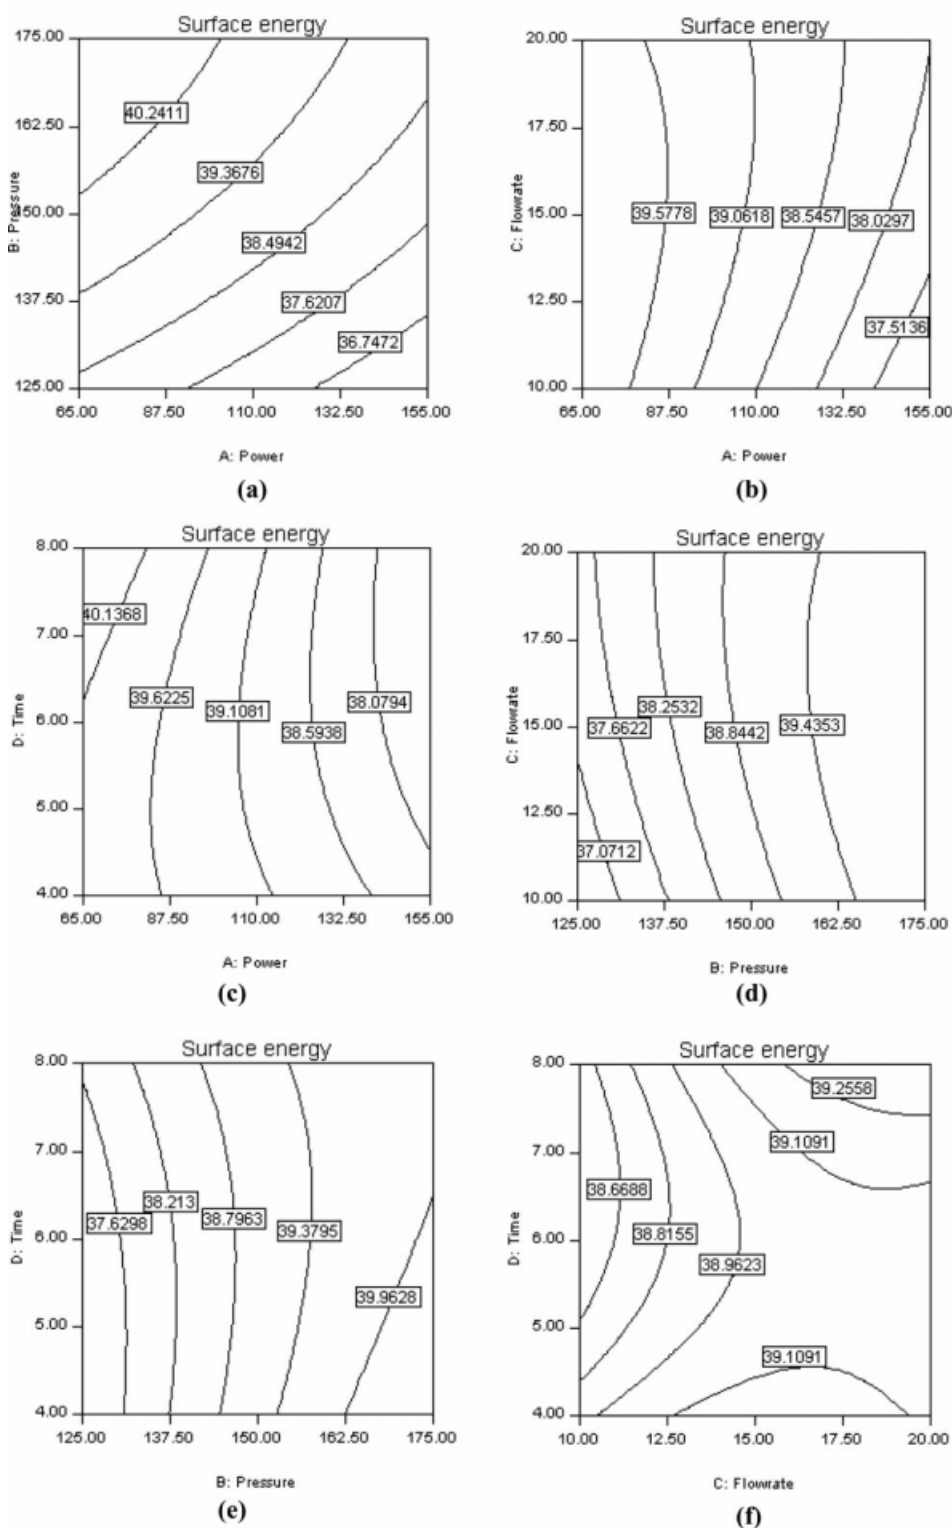 Surface energy
175.00
162.50
150.00
137.50
125.00
B: Pressure
40.2411
39.3676
38.4942
37.6207
36.7472
65.00 87.50 110.00 132.50 155.00
A: Power
(a)
Surface energy
20.00
17.50
15.00
12.50
10.00
C: Flowrate
39.5778 39.0618 38.5457 38.0297
37.5136
65.00 87.50 110.00 132.50 155.00
A: Power
(b)
Surface energy
8.00
7.00
6.00
5.00
4.00
D: Time
40.1368
39.6225
39.1081
38.5938
38.0794
65.00 87.50 110.00 132.50 155.00
A: Power
(c)
Surface energy
20.00
17.50
15.00
12.50
10.00
C: Flowrate
37.6622
38.2532
38.8442
39.4353
37.0712
125.00 137.50 150.00 162.50 175.00
B: Pressure
(d)
Surface energy
8.00
7.00
6.00
5.00
4.00
D: Time
37.6298
38.213
38.7963
39.3795
39.9628
125.00 137.50 150.00 162.50 175.00
B: Pressure
(e)
Surface energy
8.00
7.00
6.00
5.00
4.00
D: Time
39.2558
39.1091
38.6688
38.8155
38.9623
39.1091
10.00 12.50 15.00 17.50 20.00
C: Flowrate
(f)